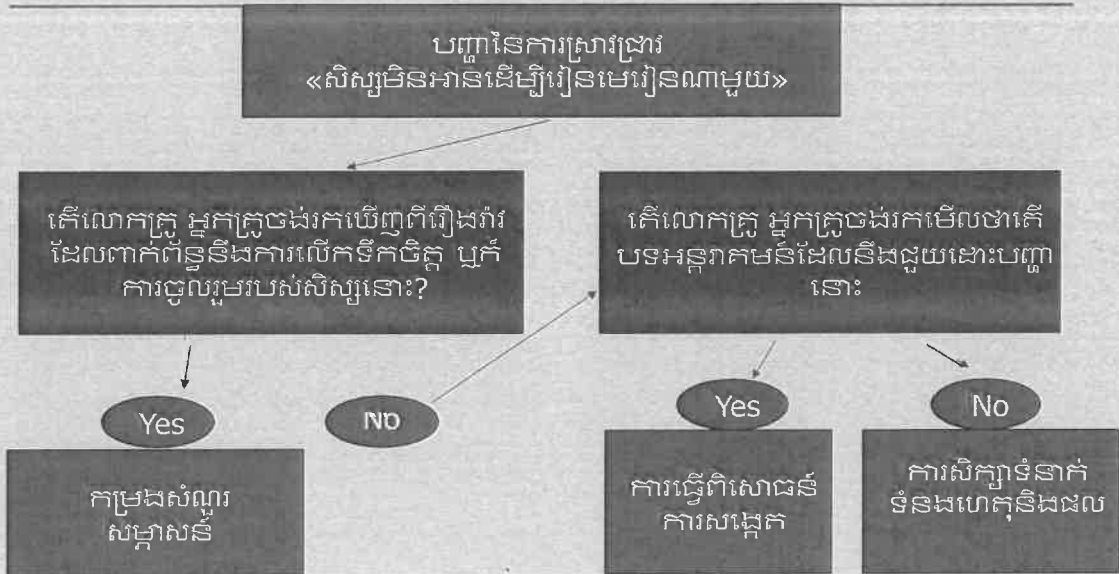 បញ្ហានៃការស្រាវជ្រាវ
«សិស្សមិនអានដើម្បីរៀនមេរៀនណាមួយ»
តើលោកគ្រូ អ្នកគ្រូចង់រកឃើញពីរឿងរ៉ាវ
ដែលពាក់ព័ន្ធនឹងការលើកទឹកចិត្ត ឬក៏
ការចូលរួមរបស់សិស្សនោះ?
តើលោកគ្រូ អ្នកគ្រូចង់រកមើលថាតើ
បទអន្តរាគមន៍ដែលនឹងជួយដោះបញ្ហា
នោះ
Yes
No
Yes
No
កម្រងសំណួរ
សម្ភាសន៍
ការធ្វើពិសោធន៍
ការសង្កេត
ការសិក្សាទំនាក់
ទំនងហេតុនិងផល